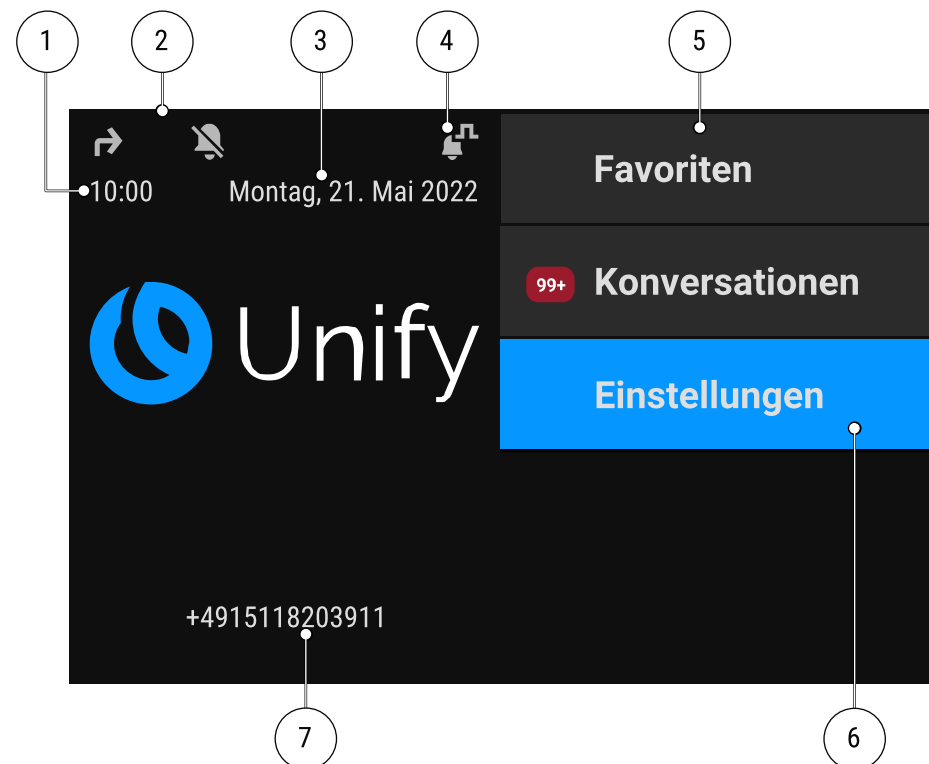 1 2 3 4 5
Favoriten
10:00 Montag, 21. Mai 2022
99+ Konversationen
Unify
Einstellungen
+4915118203911
7 6